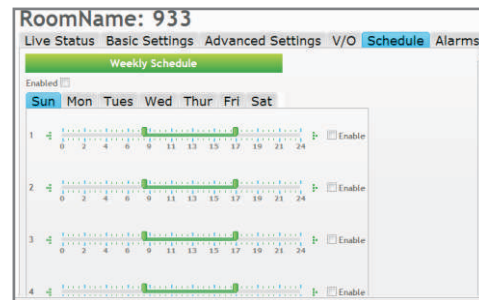 RoomName: 933
Live Status Basic Settings Advanced Settings V/O Schedule Alarms
Weekly Schedule
Enabled
Sun Mon Tues Wed Thur Fri Sat
1 Enable
0 2 4 6 9 11 13 15 17 19 21 24
2 Enable
0 2 4 6 9 11 13 15 17 19 21 24
3 Enable
0 2 4 6 9 11 13 15 17 19 21 24
4 Enable